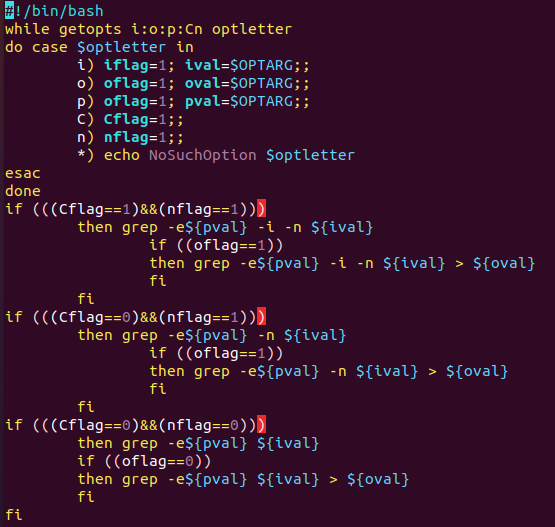 #!/bin/bash
while getopts i:o:p:Cn optletter
do case $optletter in
        i) iflag=1; ival=$OPTARG;;
        o) oflag=1; oval=$OPTARG;;
        p) oflag=1; pval=$OPTARG;;
        C) Cflag=1;;
        n) nflag=1;;
        *) echo NoSuchOption $optletter
esac
done
if (((Cflag==1)&&(nflag==1)))
        then grep -e${pval} -i -n ${ival}
                if ((oflag==1))
                then grep -e${pval} -i -n ${ival} > ${oval}
                fi
        fi
if (((Cflag==0)&&(nflag==1)))
        then grep -e${pval} -n ${ival}
                if ((oflag==1))
                then grep -e${pval} -n ${ival} > ${oval}
                fi
        fi
if (((Cflag==0)&&(nflag==0)))
        then grep -e${pval} ${ival}
        if ((oflag==0))
        then grep -e${pval} ${ival} > ${oval}
        fi
fi